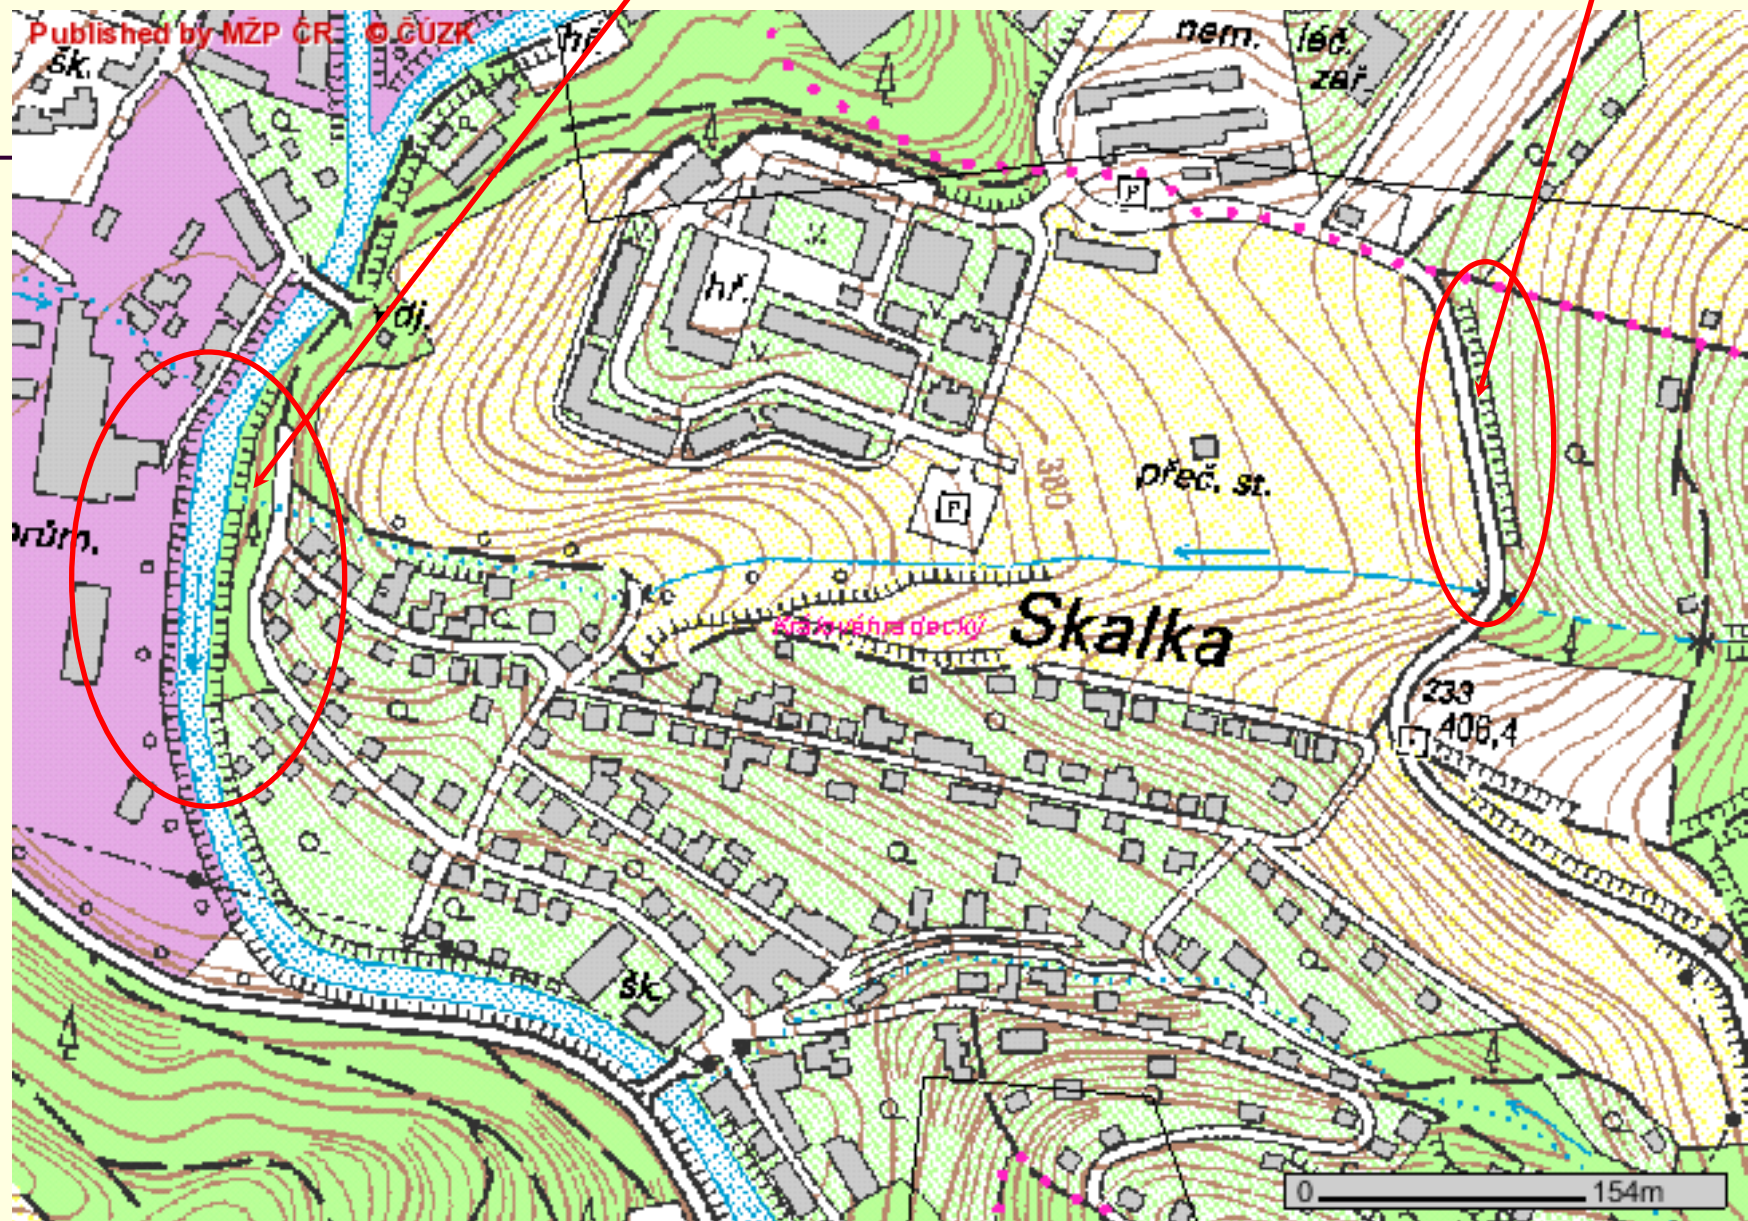 Published by MŽP ČR © ČÚZK
šk.
hř.
nem.
léč.
zař.
P
hř.
vdj.
380
přeč. st.
P
prům.
Královéhradecký
Skalka
233
406,4
šk.
0 154m